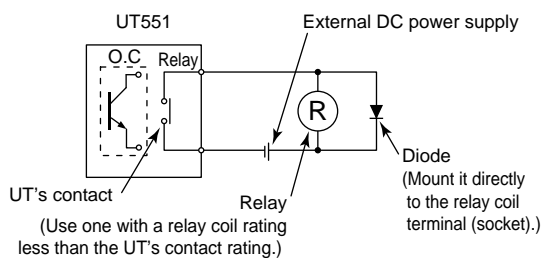 UT551
External DC power supply
O.C
Relay
R
UT's contact
Relay
(Use one with a relay coil rating
less than the UT's contact rating.)
Diode
(Mount it directly
to the relay coil
terminal (socket).)